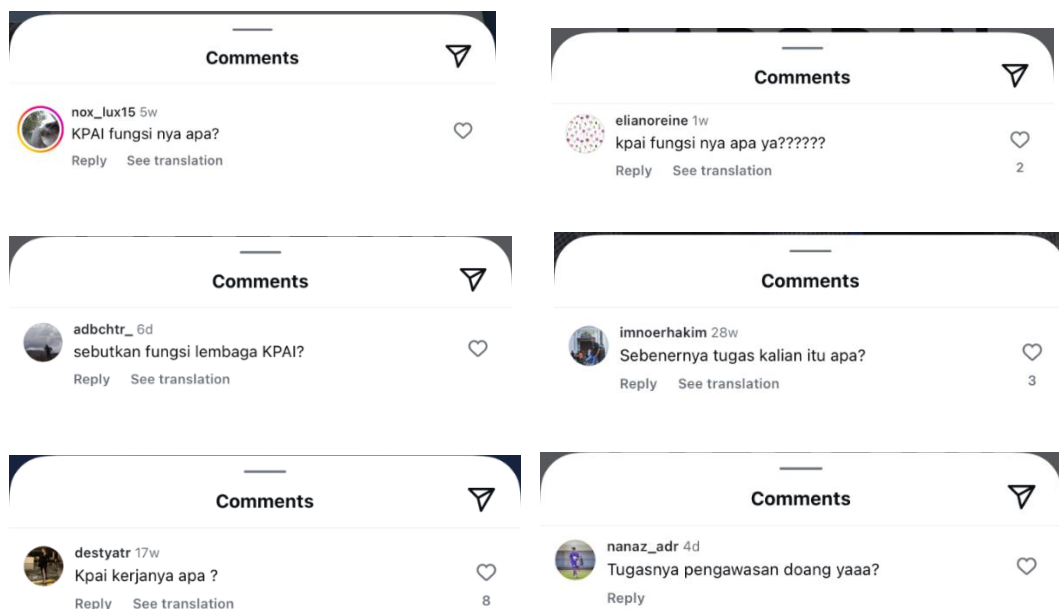 Comments
nox_lux15 5w
KPAI fungsi nya apa?
Reply See translation
Comments
elianoreine 1w
kpai fungsi nya apa ya??????
Reply See translation
2
Comments
adbchtr_ 6d
sebutkan fungsi lembaga KPAI?
Reply See translation
Comments
imnoerhakim 28w
Sebenernya tugas kalian itu apa?
Reply See translation
3
Comments
destyatr 17w
Kpai kerjanya apa ?
Reply See translation
8
Comments
nanaz_adr 4d
Tugasnya pengawasan doang yaaa?
Reply